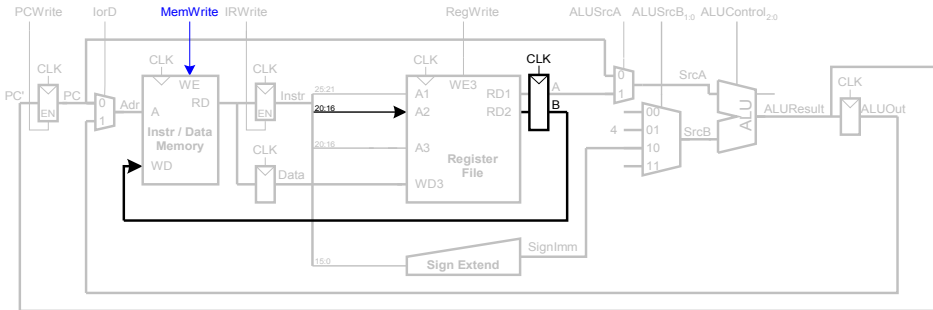 PCWrite IorD MemWrite IRWrite RegWrite ALUSrcA ALUSrcB1:0 ALUControl2:0
CLK CLK CLK CLK CLK CLK
PC' PC 0 1 Adr EN
WE
A RD
Instr / Data
Memory
WD
EN Instr
CLK
Data
25:21
20:16
20:16
15:0
WE3
A1 RD1
A2 RD2
A3
Register
File
WD3
A
B
0
1
SrcA
00
4 01
10
11
SrcB
ALU
ALUResult
ALUOut
SignImm
Sign Extend